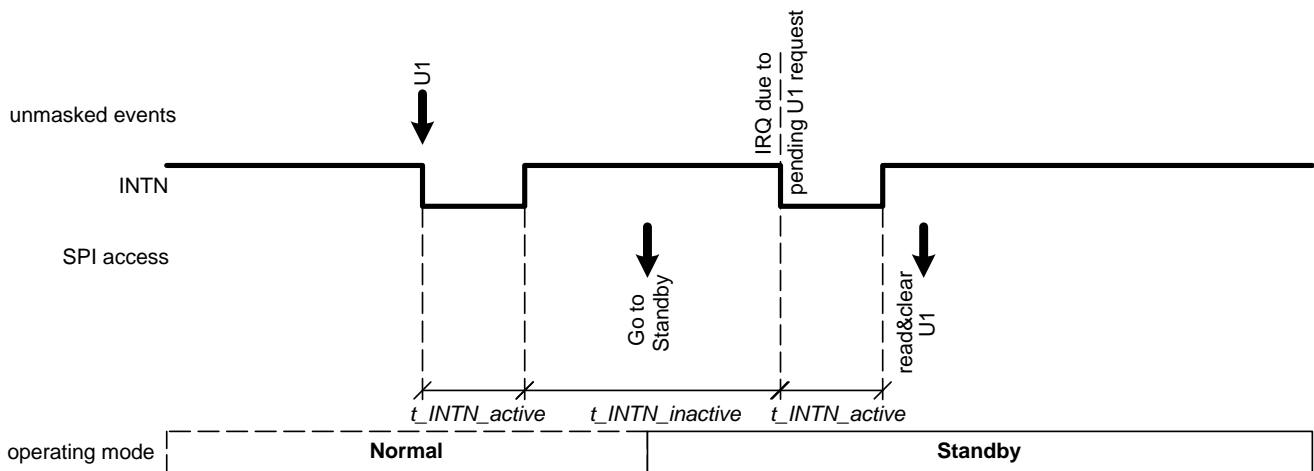 U1
IRQ due to
pending U1 request
unmasked events
INTN
SPI access
Go to
Standby
read&clear
U1
t_INTN_active
t_INTN_inactive
t_INTN_active
operating mode
Normal
Standby